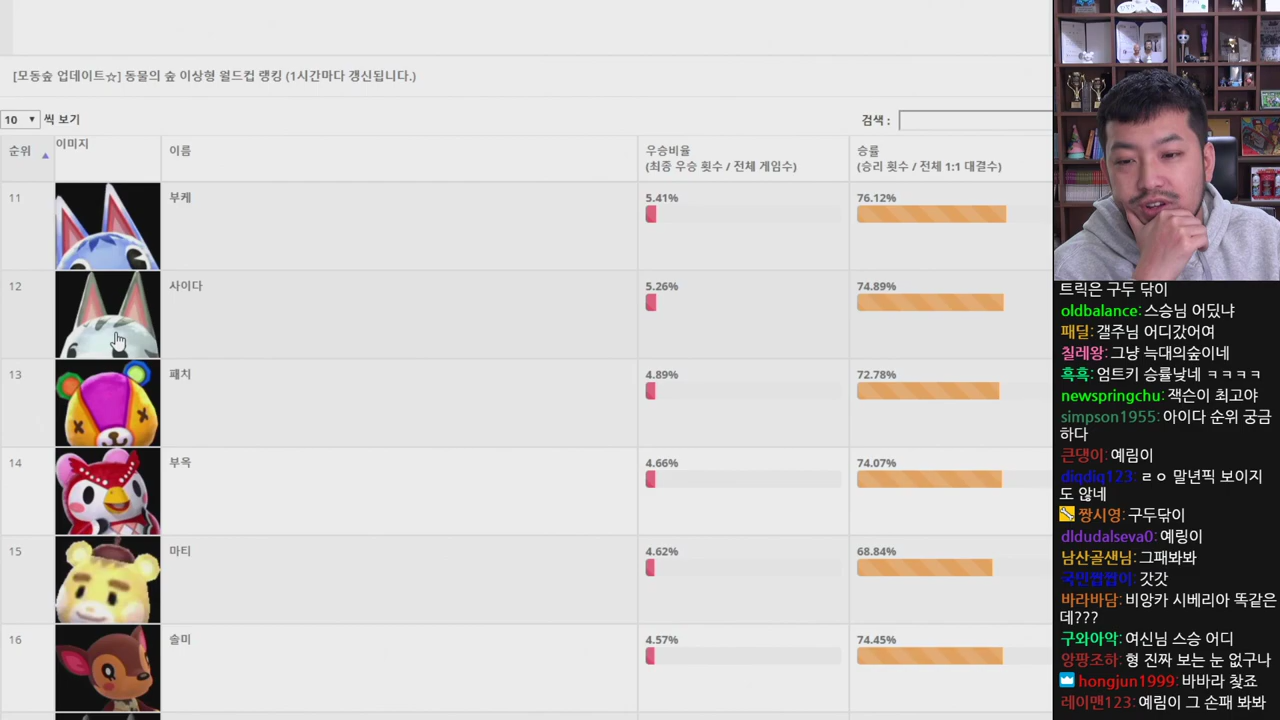 [모동숲 업데이트☆] 동물의 숲 이상형 월드컵 랭킹 (1시간마다 갱신됩니다.)
10 ▼ 씩 보기
검색 :
순위 ▲
이미지
이름
우승비율
(최종 우승 횟수 / 전체 게임수)
승률
(승리 횟수 / 전체 1:1 대결수)
11 부케 5.41% 76.12%
12 사이다 5.26% 74.89%
13 패치 4.89% 72.78%
14 부옥 4.66% 74.07%
15 마티 4.62% 68.84%
16 솔미 4.57% 74.45%
트릭은 구두 닦이
oldbalance: 스승님 어딨냐
패딜: 갤주님 어디갔어여
칠레왕: 그냥 늑대의숲이네
흑흑: 엄트키 승률낮네 ㅋㅋㅋㅋ
newspringchu: 잭슨이 최고야
simpson1955: 아이다 순위 궁금
하다
큰댕이: 예림이
diqdiq123: ㄹㅇ 말년픽 보이지
도 않네
짱시영: 구두닦이
dldudalseva0: 예링이
남산골샌님: 그패봐봐
국민쩝쩝이: 갓갓
바라바담: 비앙카 시베리아 똑같은
데???
구와아악: 여신님 스승 어디
앙팡조하: 형 진짜 보는 눈 없구나
hongjun1999: 바바라 찾죠
레이맨123: 예림이 그 손패 봐봐